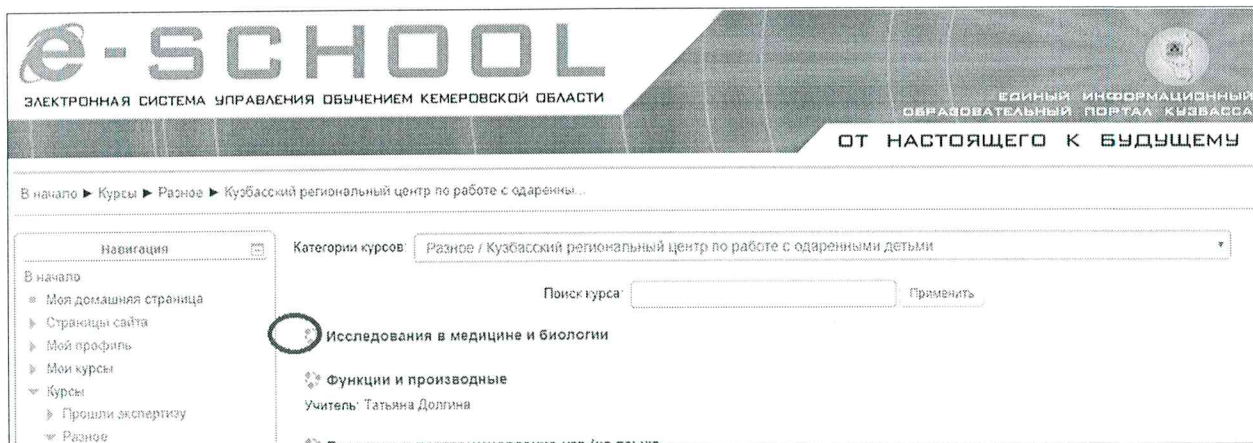 e-SCHOOL
ЭЛЕКТРОННАЯ СИСТЕМА УПРАВЛЕНИЯ ОБУЧЕНИЕМ КЕМЕРОВСКОЙ ОБЛАСТИ
ЕДИНЫЙ ИНФОРМАЦИОННЫЙ
ОБРАЗОВАТЕЛЬНЫЙ ПОРТАЛ КУЗБАССА
ОТ НАСТОЯЩЕГО К БУДУЩЕМУ
В начало ► Курсы ► Разное ► Кузбасский региональный центр по работе с одаренны...
Навигация
В начало
Моя домашняя страница
Страницы сайта
Мой профиль
Мои курсы
Курсы
Прошли экспертизу
Разное
Категории курсов: Разное / Кузбасский региональный центр по работе с одаренными детьми
Поиск курса: Применить
Исследования в медицине и биологии
Функции и производные
Учитель: Татьяна Долгина